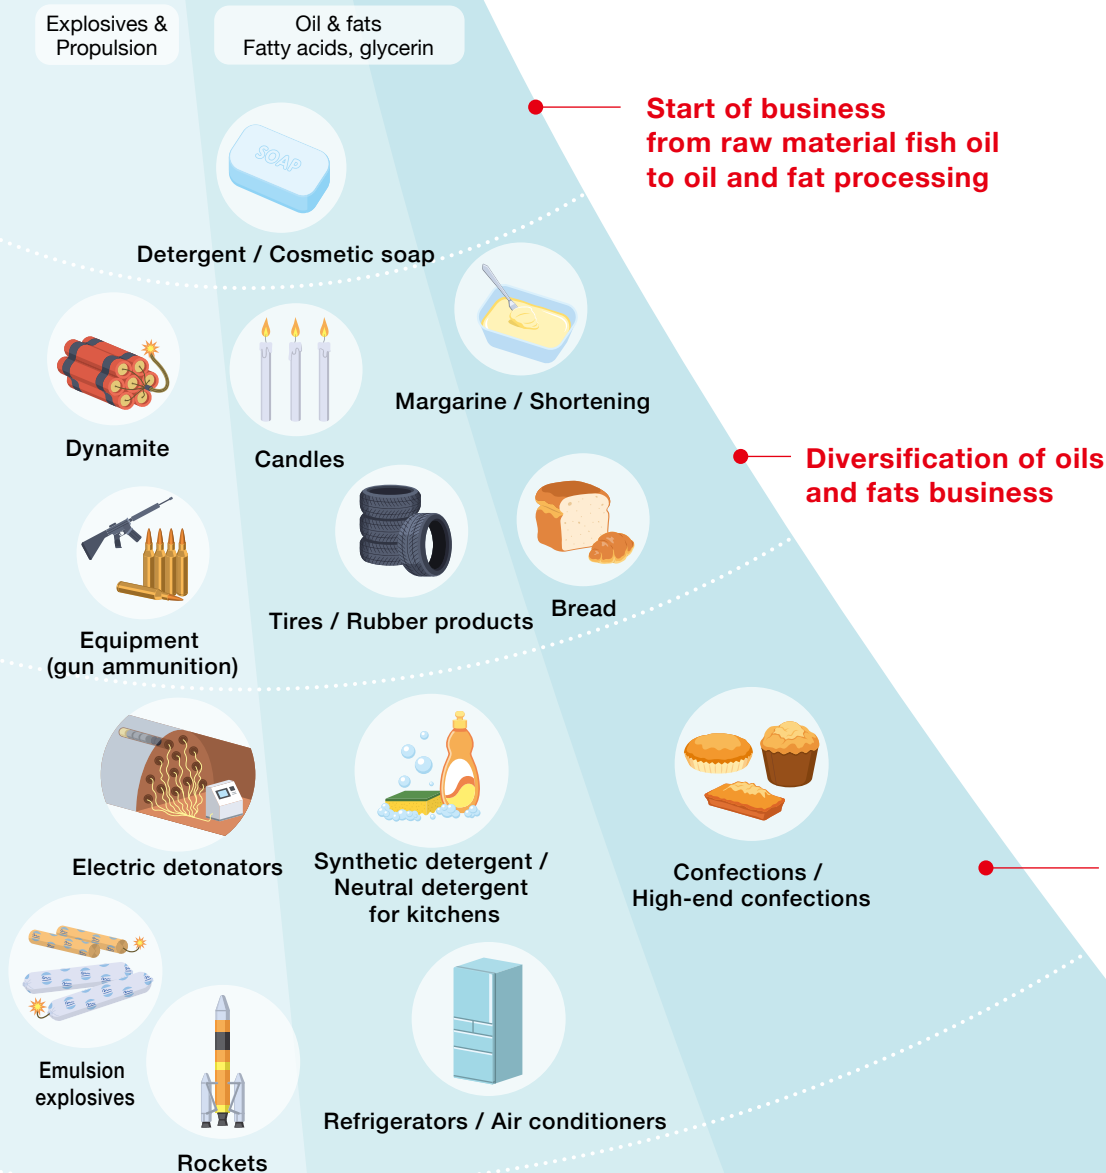 Explosives &
Propulsion
Oil & fats
Fatty acids, glycerin
Start of business
from raw material fish oil
to oil and fat processing
SOAP
Detergent / Cosmetic soap
Dynamite
Candles
Margarine / Shortening
Diversification of oils
and fats business
Equipment
(gun ammunition)
Tires / Rubber products
Bread
Electric detonators
Synthetic detergent /
Neutral detergent
for kitchens
Confections /
High-end confections
Emulsion
explosives
Rockets
Refrigerators / Air conditioners